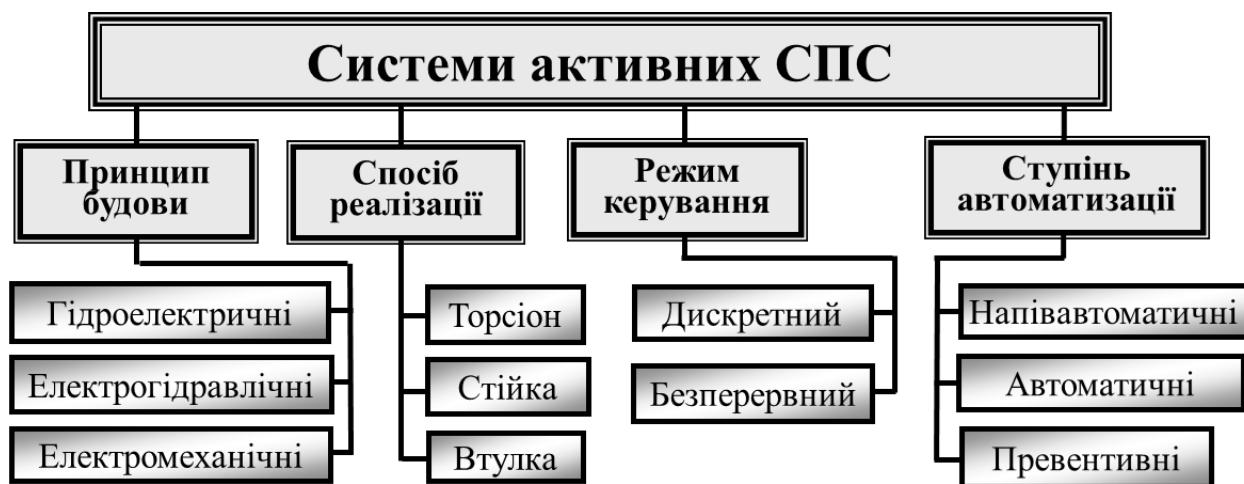 Системи активних СПС
Принцип
будови
Спосіб
реалізації
Режим
керування
Ступінь
автоматизації
Гідроелектричні
Електрогідравлічні
Електромеханічні
Торсіон
Стійка
Втулка
Дискретний
Безперервний
Напівавтоматичні
Автоматичні
Превентивні